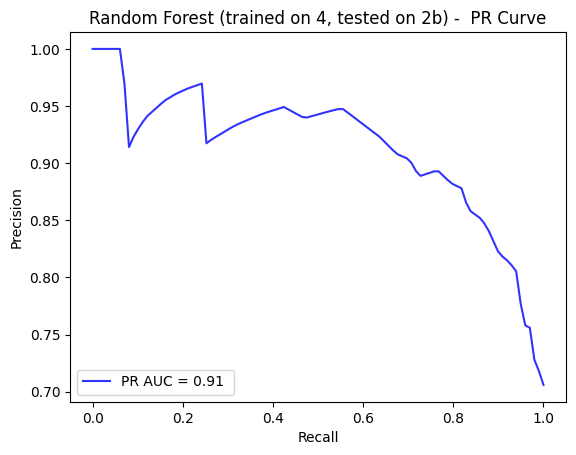 Random Forest (trained on 4, tested on 2b) -  PR Curve
1.00
0.95
0.90
0.85
0.80
0.75
0.70
Precision
PR AUC = 0.91
0.0 0.2 0.4 0.6 0.8 1.0
Recall